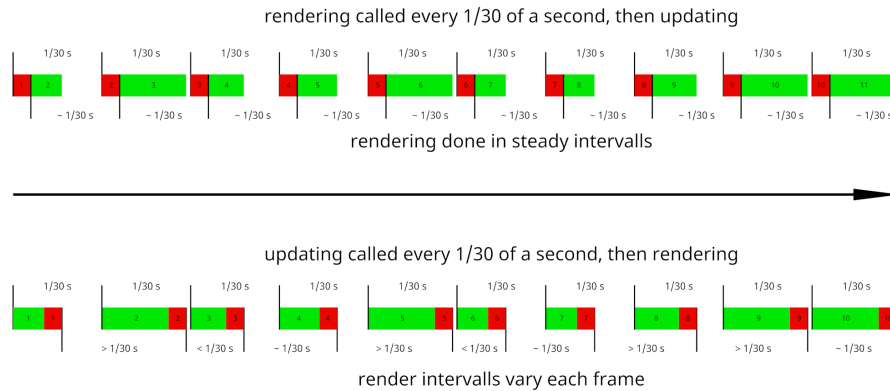 rendering called every 1/30 of a second, then updating
1/30 s 1/30 s 1/30 s 1/30 s 1/30 s 1/30 s 1/30 s 1/30 s 1/30 s 1/30 s
1 2 2 3 3 4 4 5 5 6 6 7 7 8 8 9 9 10 10 11
~ 1/30 s ~ 1/30 s ~ 1/30 s ~ 1/30 s ~ 1/30 s ~ 1/30 s ~ 1/30 s ~ 1/30 s ~ 1/30 s ~ 1/30 s
rendering done in steady intervalls
updating called every 1/30 of a second, then rendering
1/30 s 1/30 s 1/30 s 1/30 s 1/30 s 1/30 s 1/30 s 1/30 s 1/30 s 1/30 s
1 1 2 2 3 3 4 4 5 5 6 6 7 7 8 8 9 9 10 10
> 1/30 s < 1/30 s ~ 1/30 s > 1/30 s < 1/30 s ~ 1/30 s > 1/30 s > 1/30 s ~ 1/30 s
render intervalls vary each frame